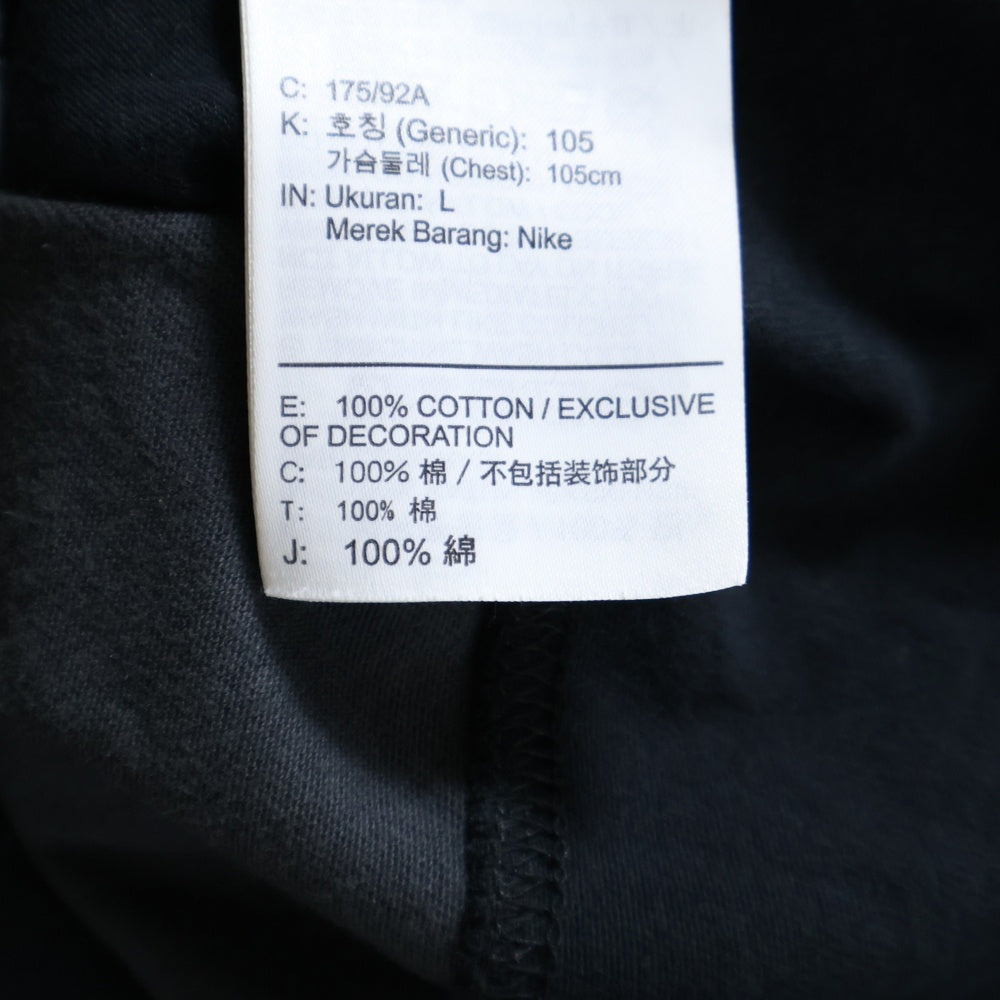 C: 175/92A
K: 호칭 (Generic): 105
가슴둘레 (Chest): 105cm
IN: Ukuran: L
Merek Barang: Nike
E: 100% COTTON / EXCLUSIVE
OF DECORATION
C: 100% 棉 / 不包括装饰部分
T: 100% 棉
J: 100% 綿